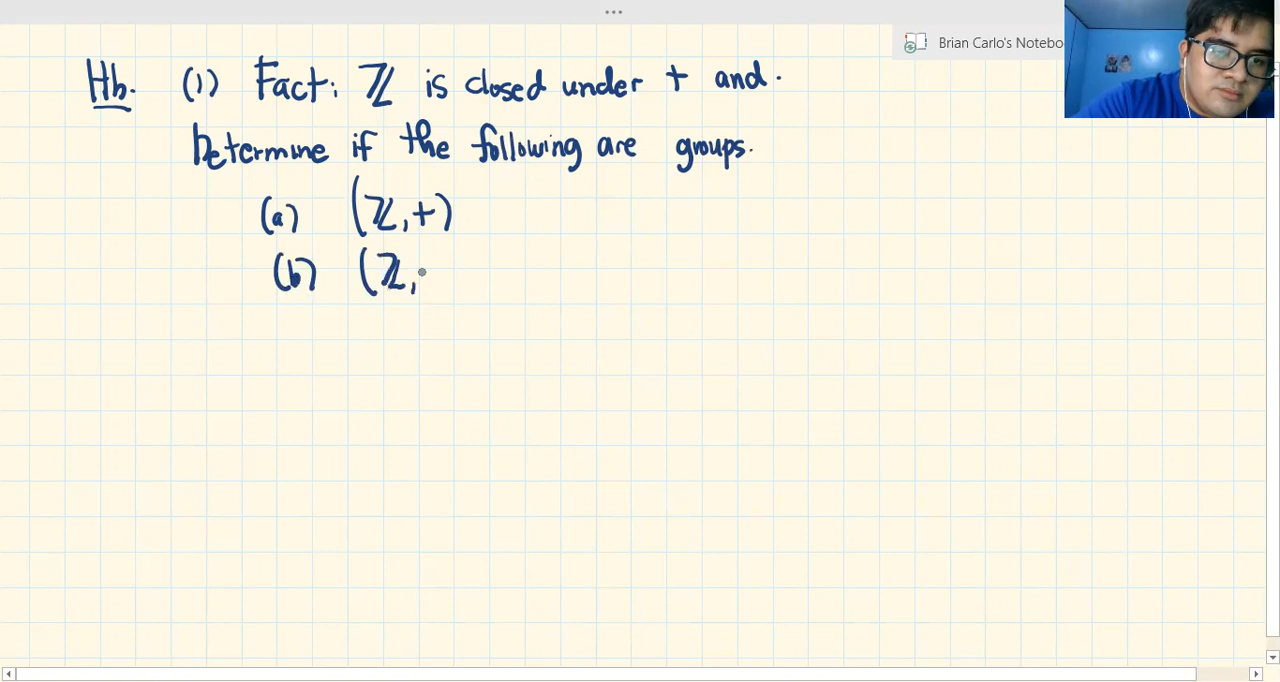 Brian Carlo's Notebo
Hb. (1) Fact: ℤ is closed under + and ·
Determine if the following are groups.
(a) (ℤ,+)
(b) (ℤ,